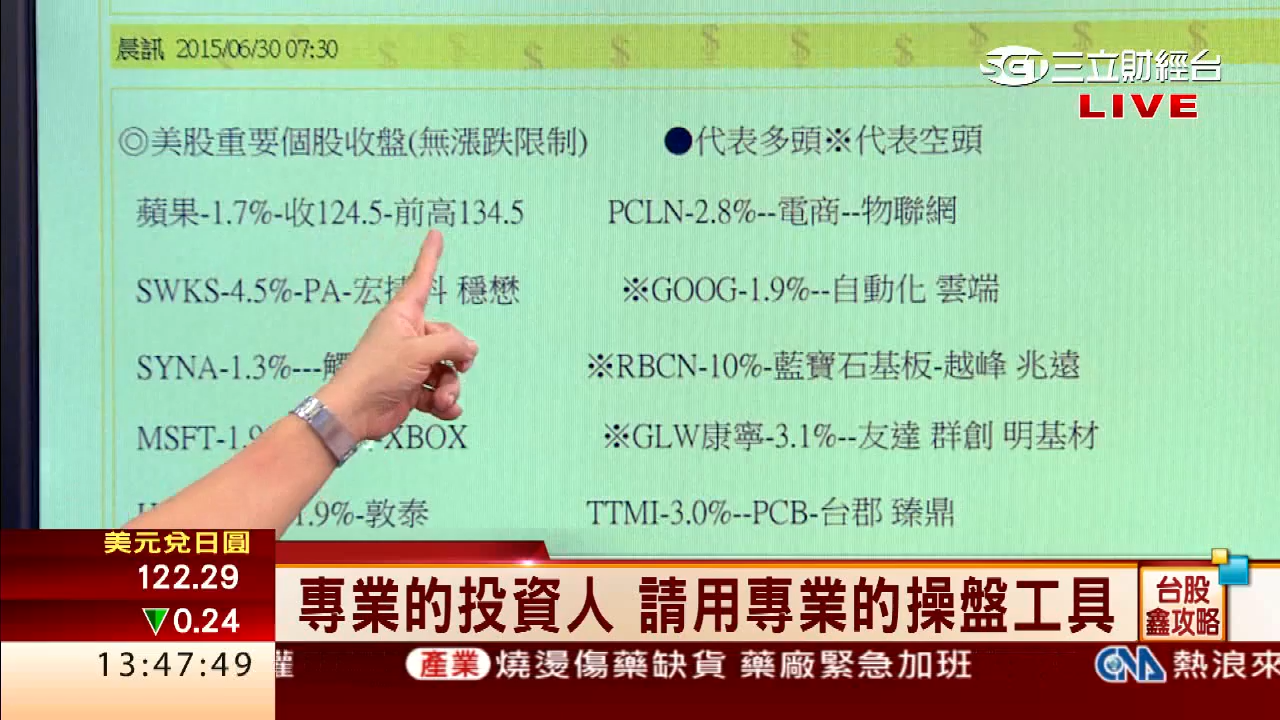 晨訊 2015/06/30 07:30
SET 三立財經台
LIVE
◎美股重要個股收盤(無漲跌限制) ●代表多頭※代表空頭
蘋果-1.7%-收124.5-前高134.5 PCLN-2.8%--電商--物聯網
SWKS-4.5%-PA-宏捷科 穩懋 ※GOOG-1.9%--自動化 雲端
SYNA-1.3%---觸 ※RBCN-10%-藍寶石基板-越峰 兆遠
MSFT-1.9 -XBOX ※GLW康寧-3.1%--友達 群創 明基材
1.9%-敦泰 TTMI-3.0%--PCB-台郡 臻鼎
美元兌日圓
122.29
▼0.24
專業的投資人 請用專業的操盤工具
台股
鑫攻略
13:47:49
權 產業 燒燙傷藥缺貨 藥廠緊急加班 CNA 熱浪來